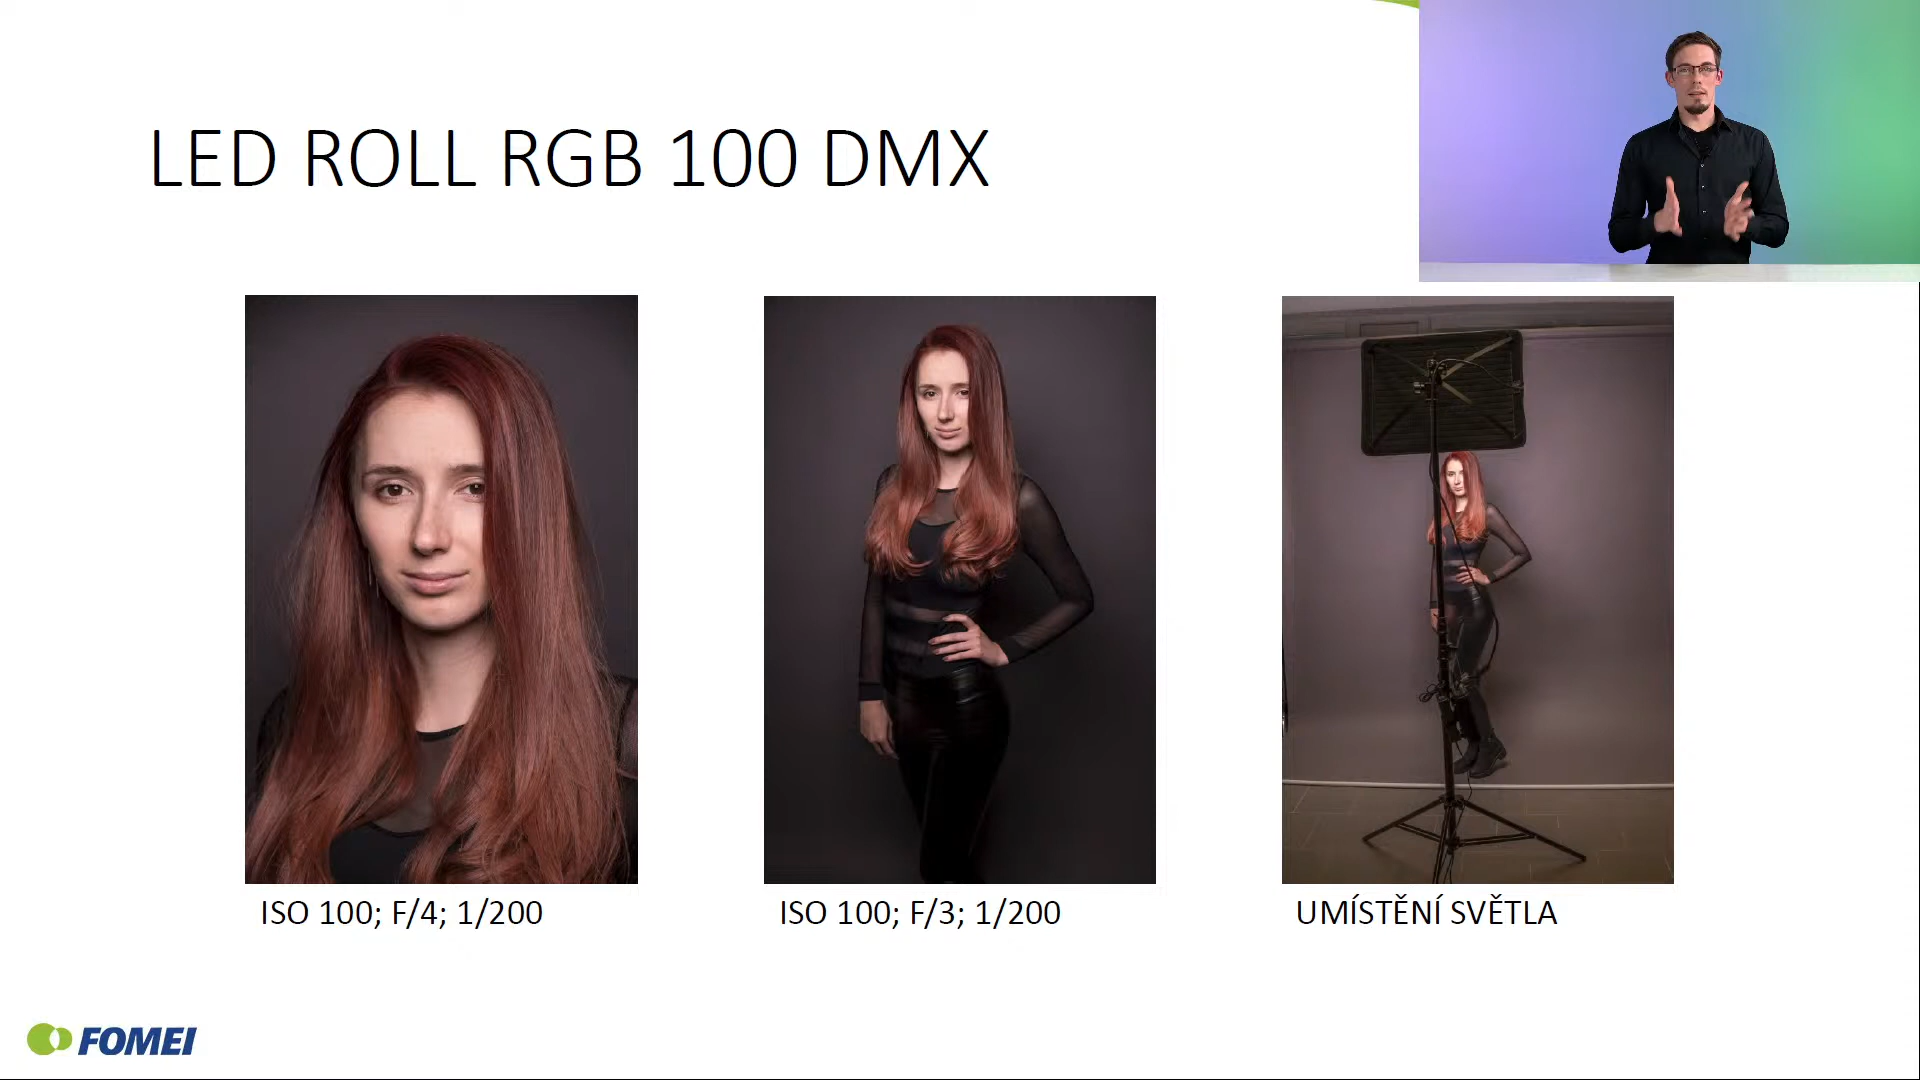 LED ROLL RGB 100 DMX
ISO 100; F/4; 1/200
ISO 100; F/3; 1/200
UMÍSTĚNÍ SVĚTLA
FOMEI